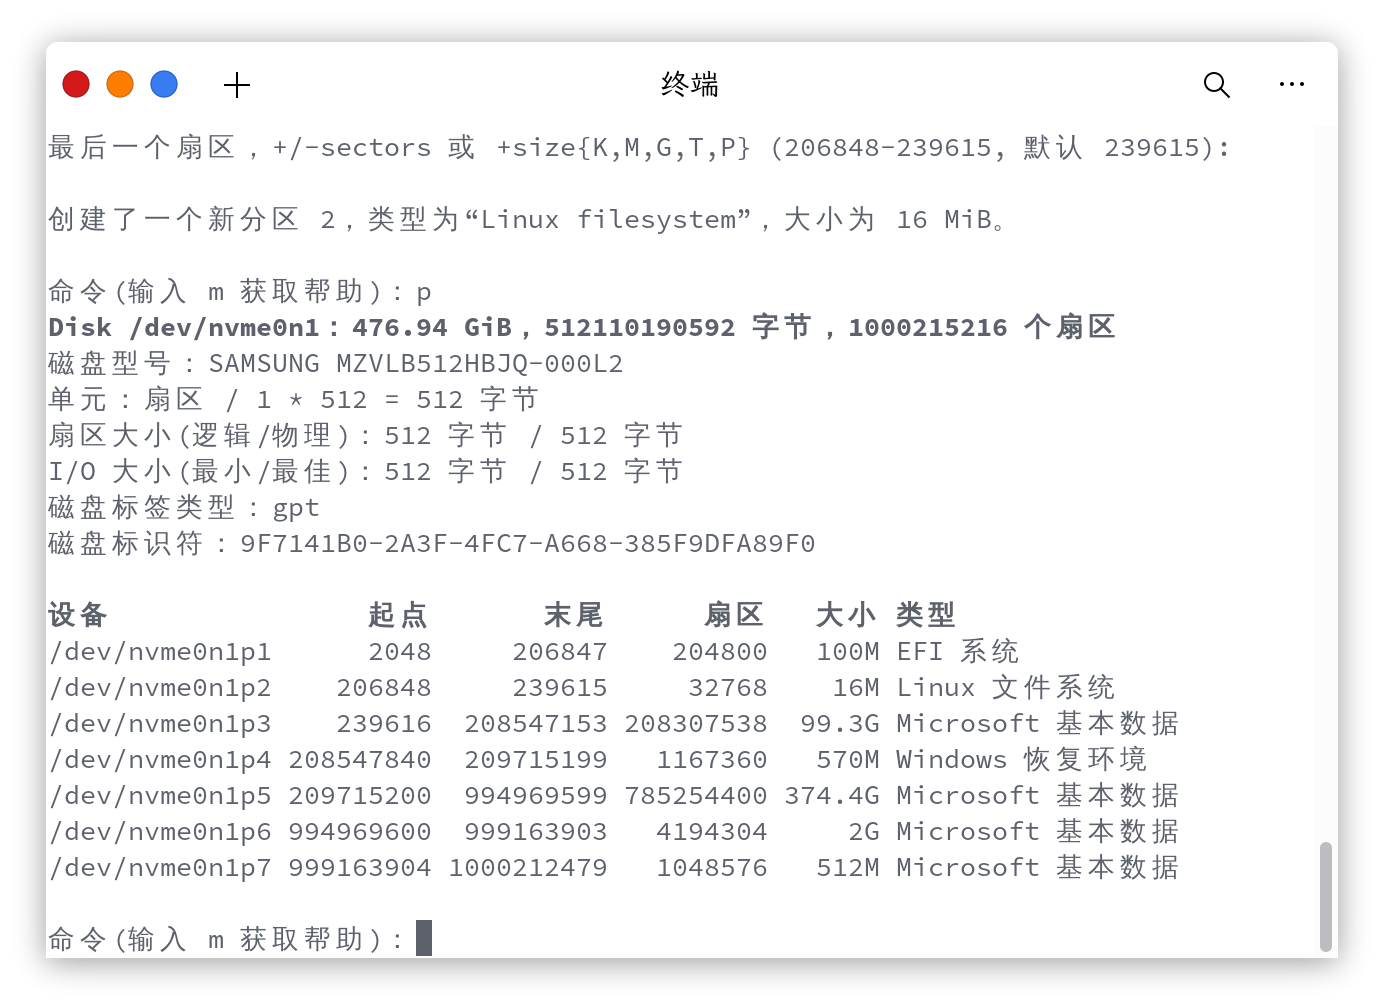 终端
最后一个扇区，+/-sectors 或 +size{K,M,G,T,P} (206848-239615, 默认 239615)：
创建了一个新分区 2，类型为“Linux filesystem”，大小为 16 MiB。
命令(输入 m 获取帮助)：p
Disk /dev/nvme0n1：476.94 GiB，512110190592 字节，1000215216 个扇区
磁盘型号：SAMSUNG MZVLB512HBJQ-000L2
单元：扇区 / 1 * 512 = 512 字节
扇区大小(逻辑/物理)：512 字节 / 512 字节
I/O 大小(最小/最佳)：512 字节 / 512 字节
磁盘标签类型：gpt
磁盘标识符：9F7141B0-2A3F-4FC7-A668-385F9DFA89F0
设备 起点 末尾 扇区 大小 类型
/dev/nvme0n1p1 2048 206847 204800 100M EFI 系统
/dev/nvme0n1p2 206848 239615 32768 16M Linux 文件系统
/dev/nvme0n1p3 239616 208547153 208307538 99.3G Microsoft 基本数据
/dev/nvme0n1p4 208547840 209715199 1167360 570M Windows 恢复环境
/dev/nvme0n1p5 209715200 994969599 785254400 374.4G Microsoft 基本数据
/dev/nvme0n1p6 994969600 999163903 4194304 2G Microsoft 基本数据
/dev/nvme0n1p7 999163904 1000212479 1048576 512M Microsoft 基本数据
命令(输入 m 获取帮助)：